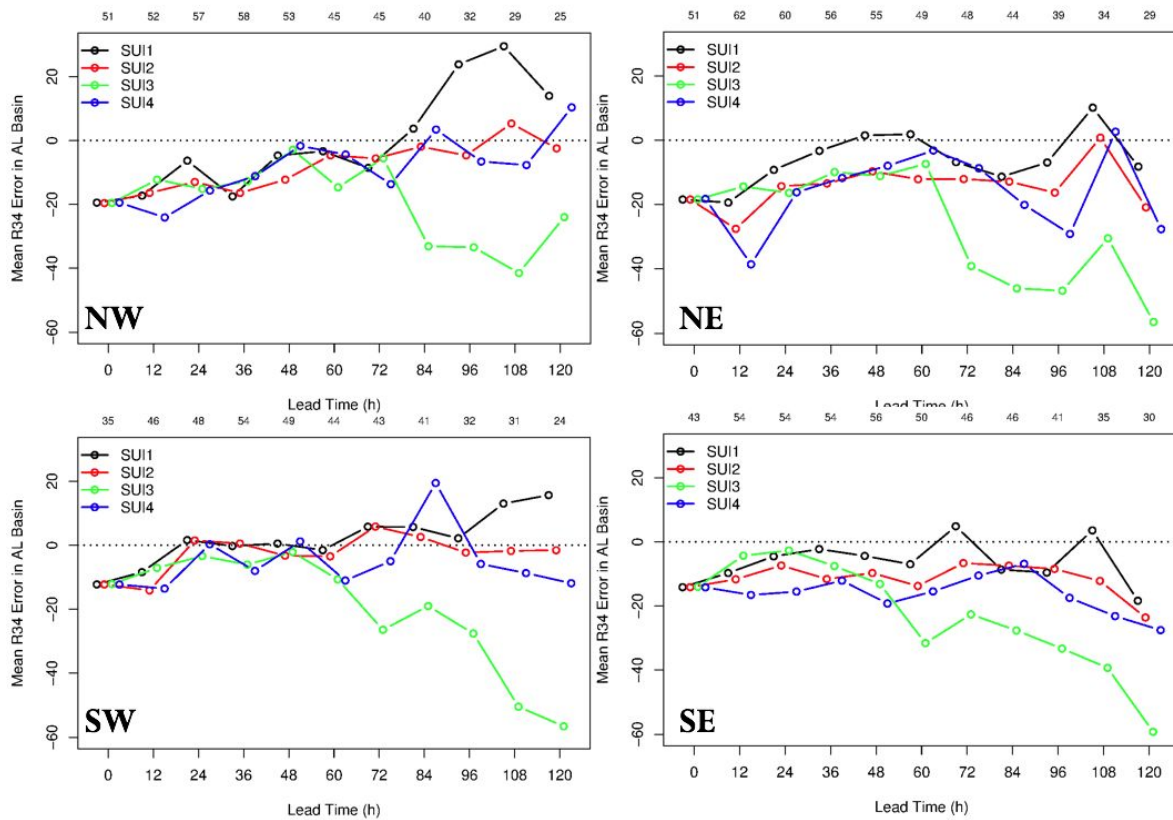 51 52 57 58 53 45 45 40 32 29 25
SUI1
SUI2
SUI3
SUI4
20
0
−20
−40
−60
Mean R34 Error in AL Basin
NW
0 12 24 36 48 60 72 84 96 108 120
Lead Time (h)
51 62 60 56 55 49 48 44 39 34 29
SUI1
SUI2
SUI3
SUI4
20
0
−20
−40
−60
Mean R34 Error in AL Basin
NE
0 12 24 36 48 60 72 84 96 108 120
Lead Time (h)
35 46 48 54 49 44 43 41 32 31 24
SUI1
SUI2
SUI3
SUI4
20
0
−20
−40
−60
Mean R34 Error in AL Basin
SW
0 12 24 36 48 60 72 84 96 108 120
Lead Time (h)
43 54 54 54 56 50 46 46 41 35 30
SUI1
SUI2
SUI3
SUI4
20
0
−20
−40
−60
Mean R34 Error in AL Basin
SE
0 12 24 36 48 60 72 84 96 108 120
Lead Time (h)